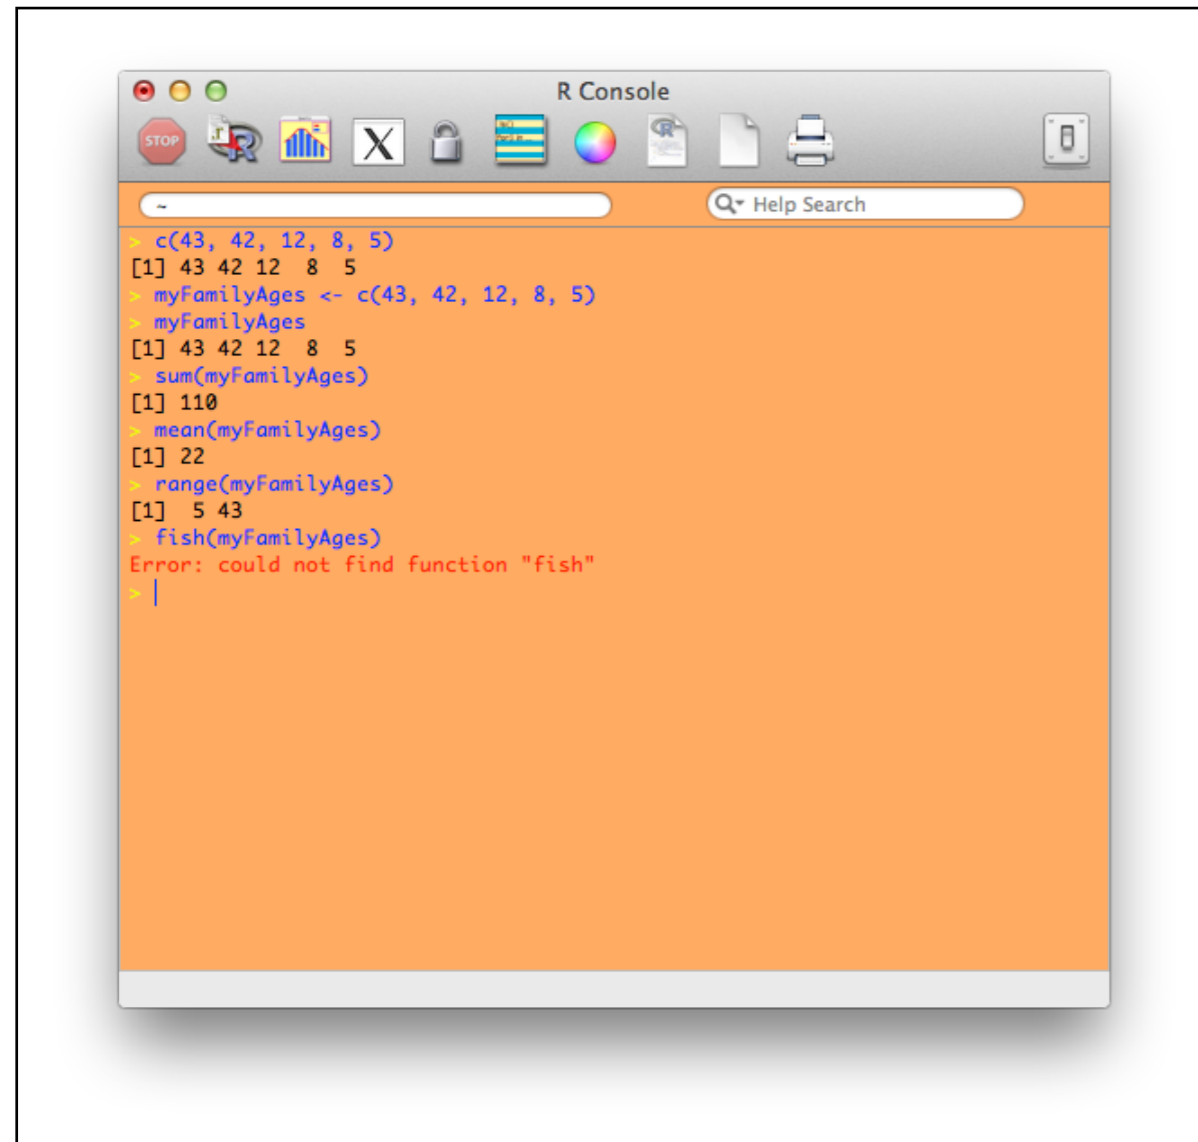 R Console
STOP
X
~
Help Search
> c(43, 42, 12, 8, 5)
[1] 43 42 12  8  5
> myFamilyAges <- c(43, 42, 12, 8, 5)
> myFamilyAges
[1] 43 42 12  8  5
> sum(myFamilyAges)
[1] 110
> mean(myFamilyAges)
[1] 22
> range(myFamilyAges)
[1]  5 43
> fish(myFamilyAges)
Error: could not find function "fish"
>